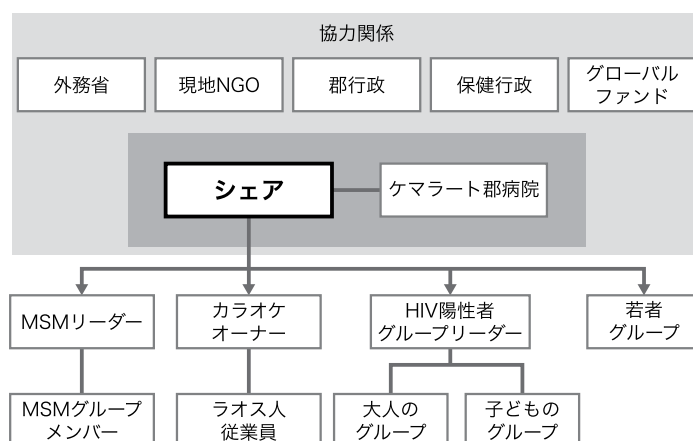 協力関係
外務省
現地NGO
郡行政
保健行政
グローバル
ファンド
シェア
ケマラート郡病院
MSMリーダー
カラオケ
オーナー
HIV陽性者
グループリーダー
若者
グループ
MSMグループ
メンバー
ラオス人
従業員
大人の
グループ
子どもの
グループ